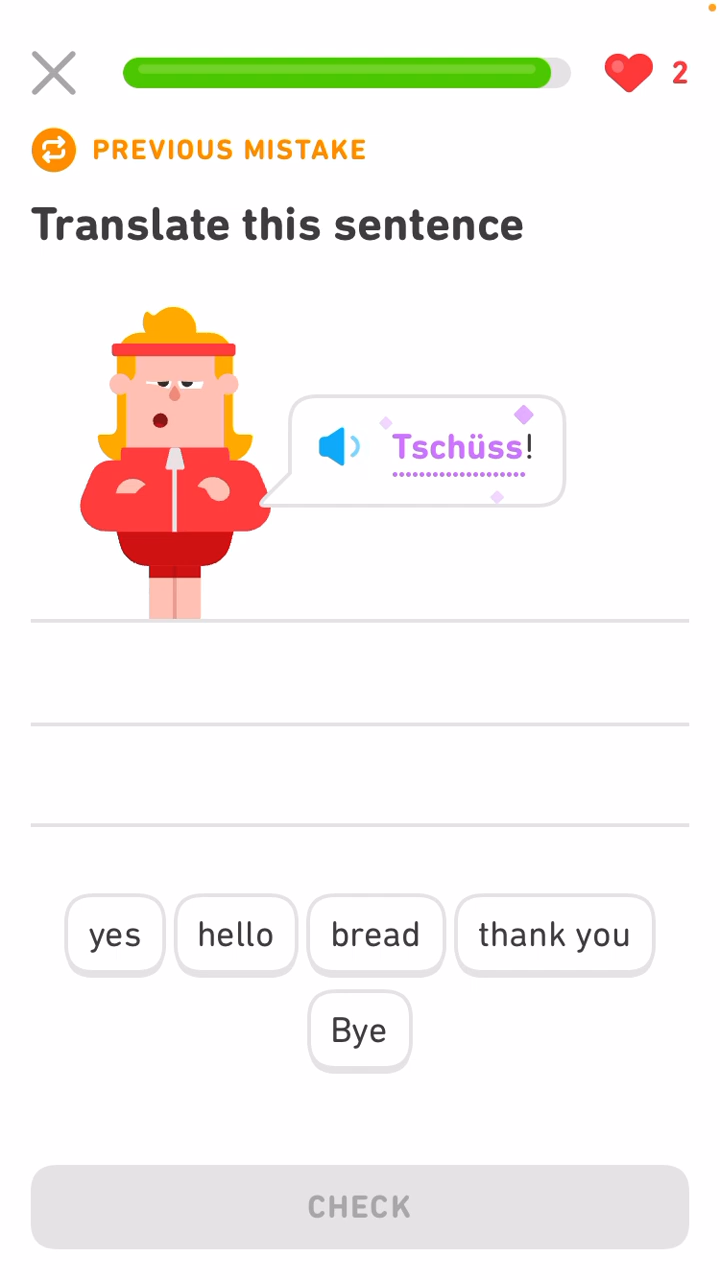 2
PREVIOUS MISTAKE
Translate this sentence
Tschüss!
yes hello bread thank you
Bye
CHECK